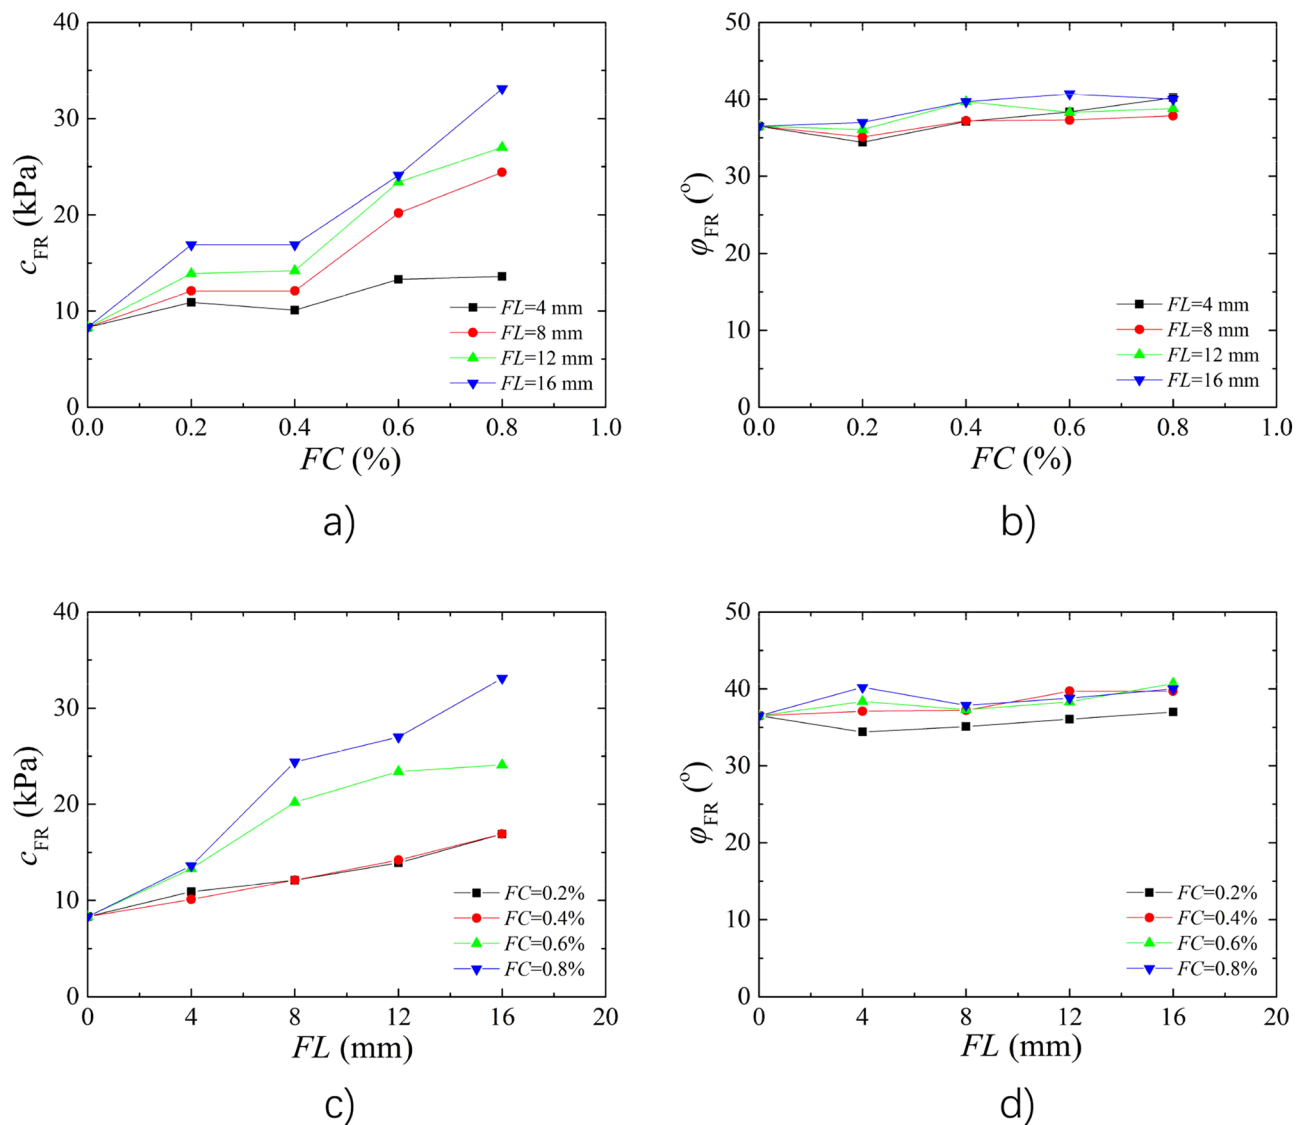 40
30
20
10
0
0.0 0.2 0.4 0.6 0.8 1.0
c_FR (kPa)
FC (%)
FL=4 mm
FL=8 mm
FL=12 mm
FL=16 mm
a)
50
40
30
20
10
0
0.0 0.2 0.4 0.6 0.8 1.0
φ_FR (°)
FC (%)
FL=4 mm
FL=8 mm
FL=12 mm
FL=16 mm
b)
40
30
20
10
0
0 4 8 12 16 20
c_FR (kPa)
FL (mm)
FC=0.2%
FC=0.4%
FC=0.6%
FC=0.8%
c)
50
40
30
20
10
0
0 4 8 12 16 20
φ_FR (°)
FL (mm)
FC=0.2%
FC=0.4%
FC=0.6%
FC=0.8%
d)